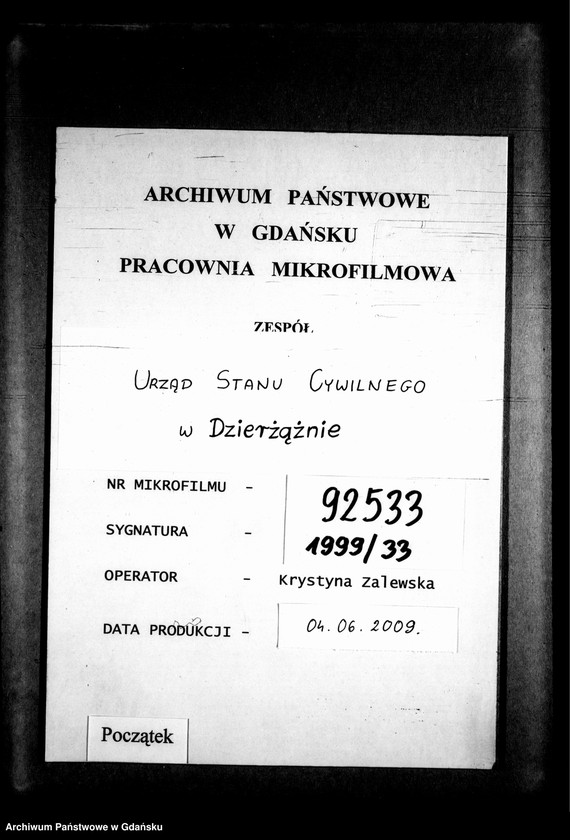 ARCHIWUM PAŃSTWOWE
W GDAŃSKU
PRACOWNIA MIKROFILMOWA
ZESPÓŁ
URZĄD STANU CYWILNEGO
w Dzierżążnie
NR MIKROFILMU - 92533
SYGNATURA - 1999/33
OPERATOR - Krystyna Zalewska
DATA PRODUKCJI - 04.06.2009.
Początek
Archiwum Państwowe w Gdańsku